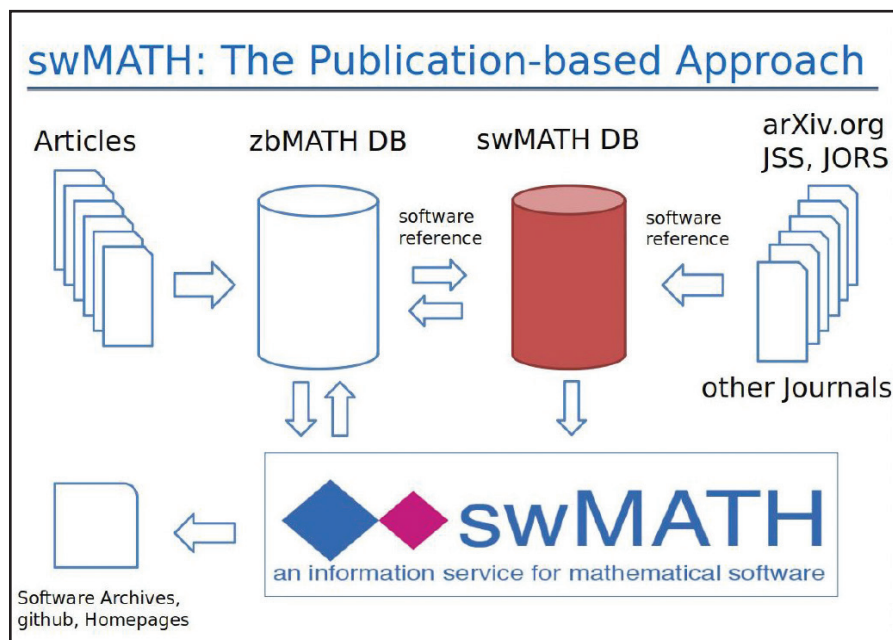 swMATH: The Publication-based Approach
Articles
zbMATH DB
swMATH DB
arXiv.org
JSS, JORS
software
reference
software
reference
other Journals
swMATH
an information service for mathematical software
Software Archives,
github, Homepages